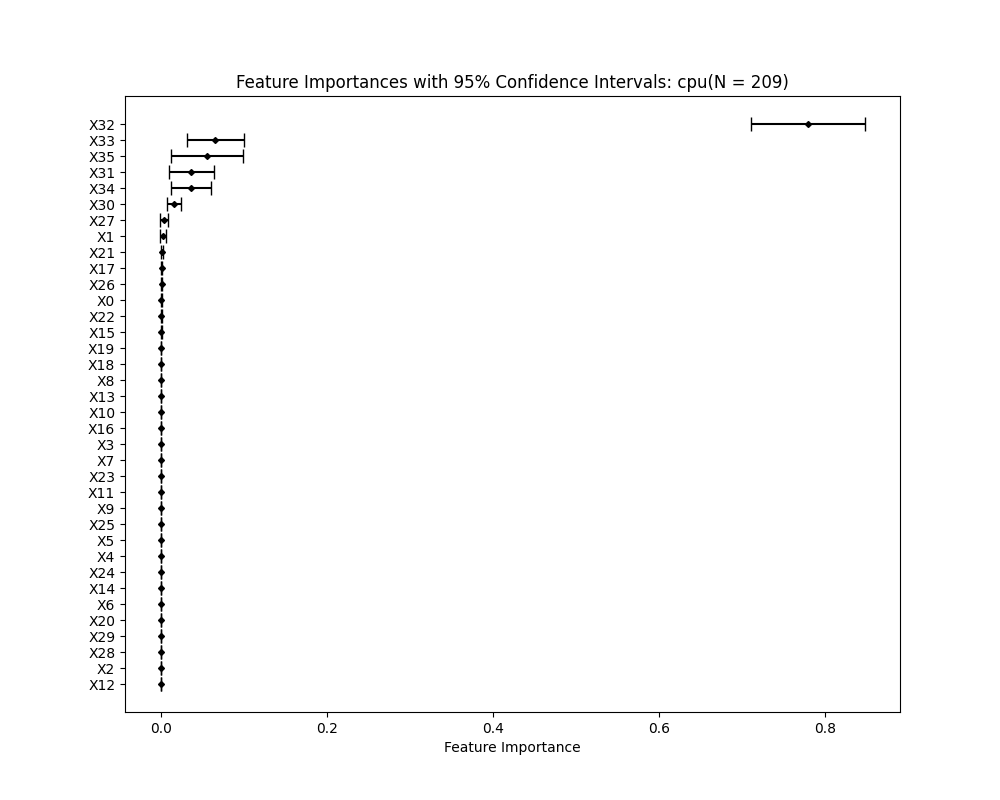 Feature Importances with 95% Confidence Intervals: cpu(N = 209)
X32
X33
X35
X31
X34
X30
X27
X1
X21
X17
X26
X0
X22
X15
X19
X18
X8
X13
X10
X16
X3
X7
X23
X11
X9
X25
X5
X4
X24
X14
X6
X20
X29
X28
X2
X12
0.0 0.2 0.4 0.6 0.8
Feature Importance